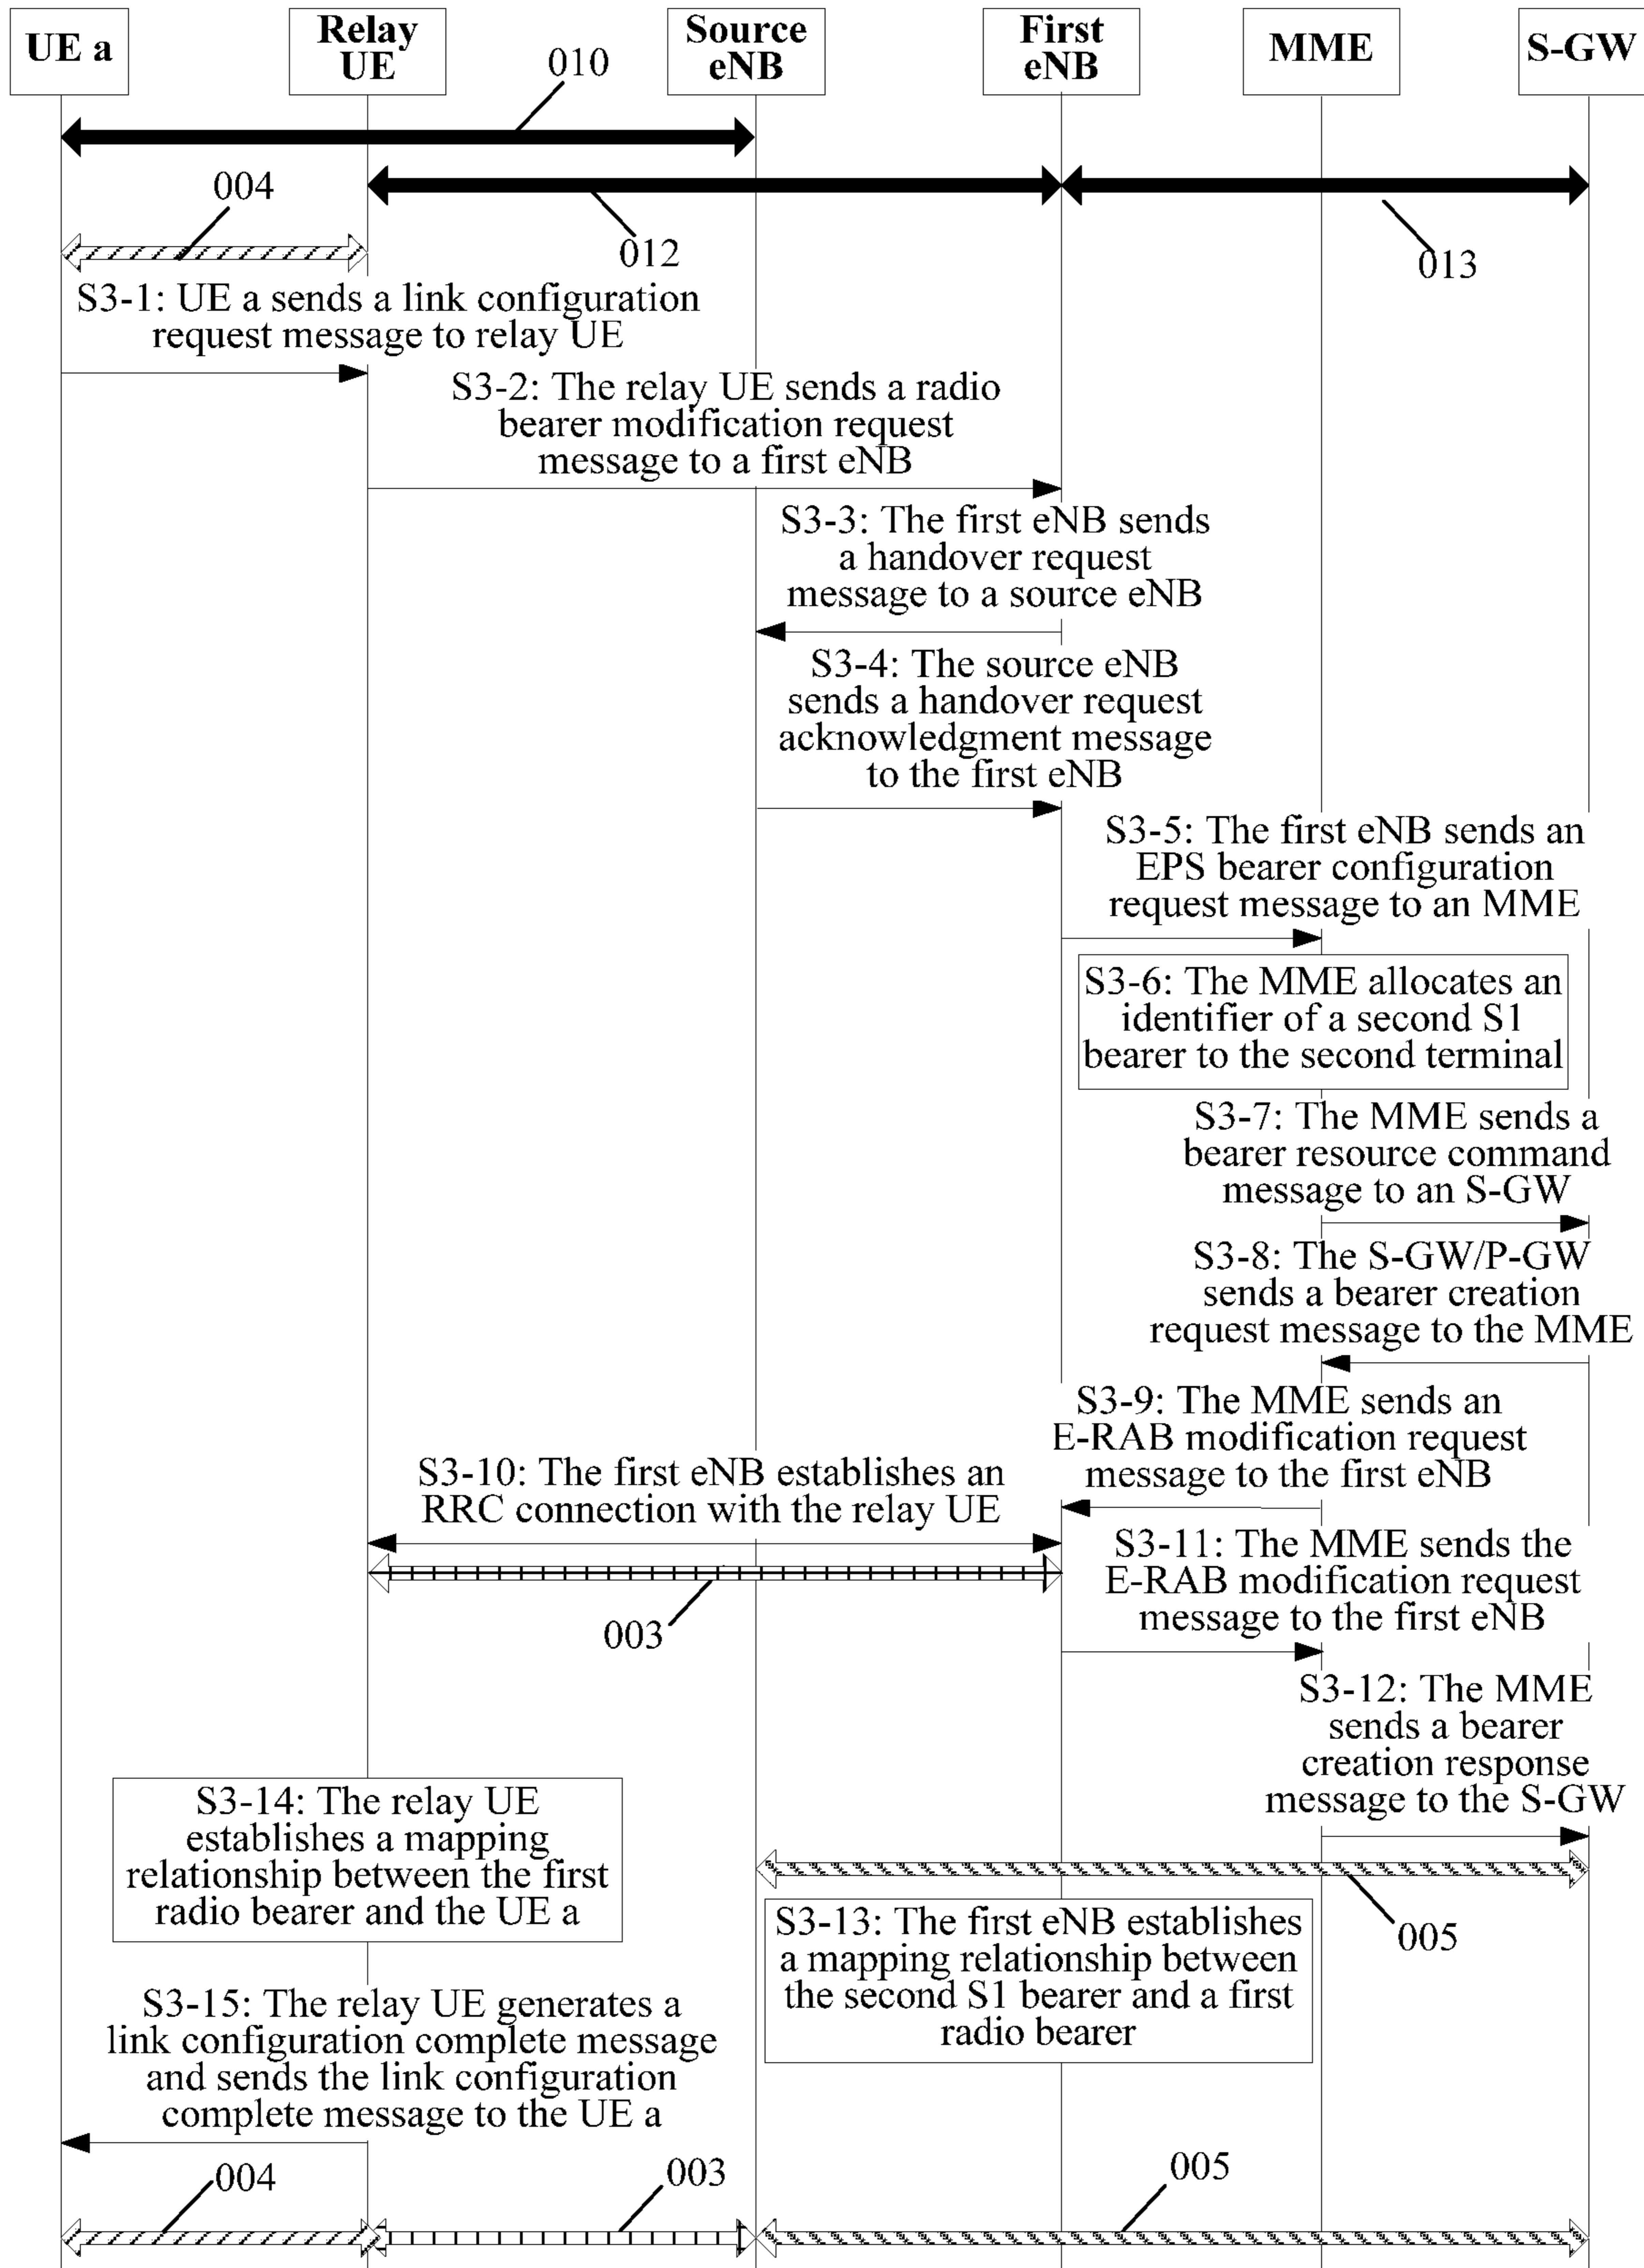 UE a
Relay
UE
Source
eNB
First
eNB
MME
S-GW
010
004
012
013
S3-1: UE a sends a link configuration
request message to relay UE
S3-2: The relay UE sends a radio
bearer modification request
message to a first eNB
S3-3: The first eNB sends
a handover request
message to a source eNB
S3-4: The source eNB
sends a handover request
acknowledgment message
to the first eNB
S3-5: The first eNB sends an
EPS bearer configuration
request message to an MME
S3-6: The MME allocates an
identifier of a second S1
bearer to the second terminal
S3-7: The MME sends a
bearer resource command
message to an S-GW
S3-8: The S-GW/P-GW
sends a bearer creation
request message to the MME
S3-9: The MME sends an
E-RAB modification request
message to the first eNB
S3-10: The first eNB establishes an
RRC connection with the relay UE
003
S3-11: The MME sends the
E-RAB modification request
message to the first eNB
S3-12: The MME
sends a bearer
creation response
message to the S-GW
005
S3-14: The relay UE
establishes a mapping
relationship between the first
radio bearer and the UE a
S3-13: The first eNB establishes
a mapping relationship between
the second S1 bearer and a first
radio bearer
S3-15: The relay UE generates a
link configuration complete message
and sends the link configuration
complete message to the UE a
004
003
005